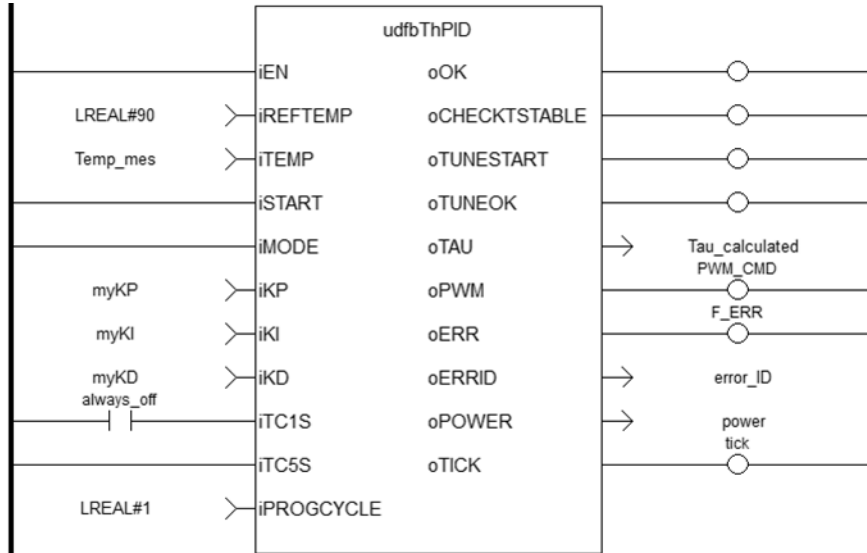 udfbThPID
iEN oOK
LREAL#90 iREFTEMP oCHECKTSTABLE
Temp_mes iTEMP oTUNESTART
iSTART oTUNEOK
iMODE oTAU Tau_calculated
PWM_CMD
myKP iKP oPWM
F_ERR
myKI iKI oERR
myKD iKD oERRID error_ID
always_off
iTC1S oPOWER power
tick
iTC5S oTICK
LREAL#1 iPROGCYCLE